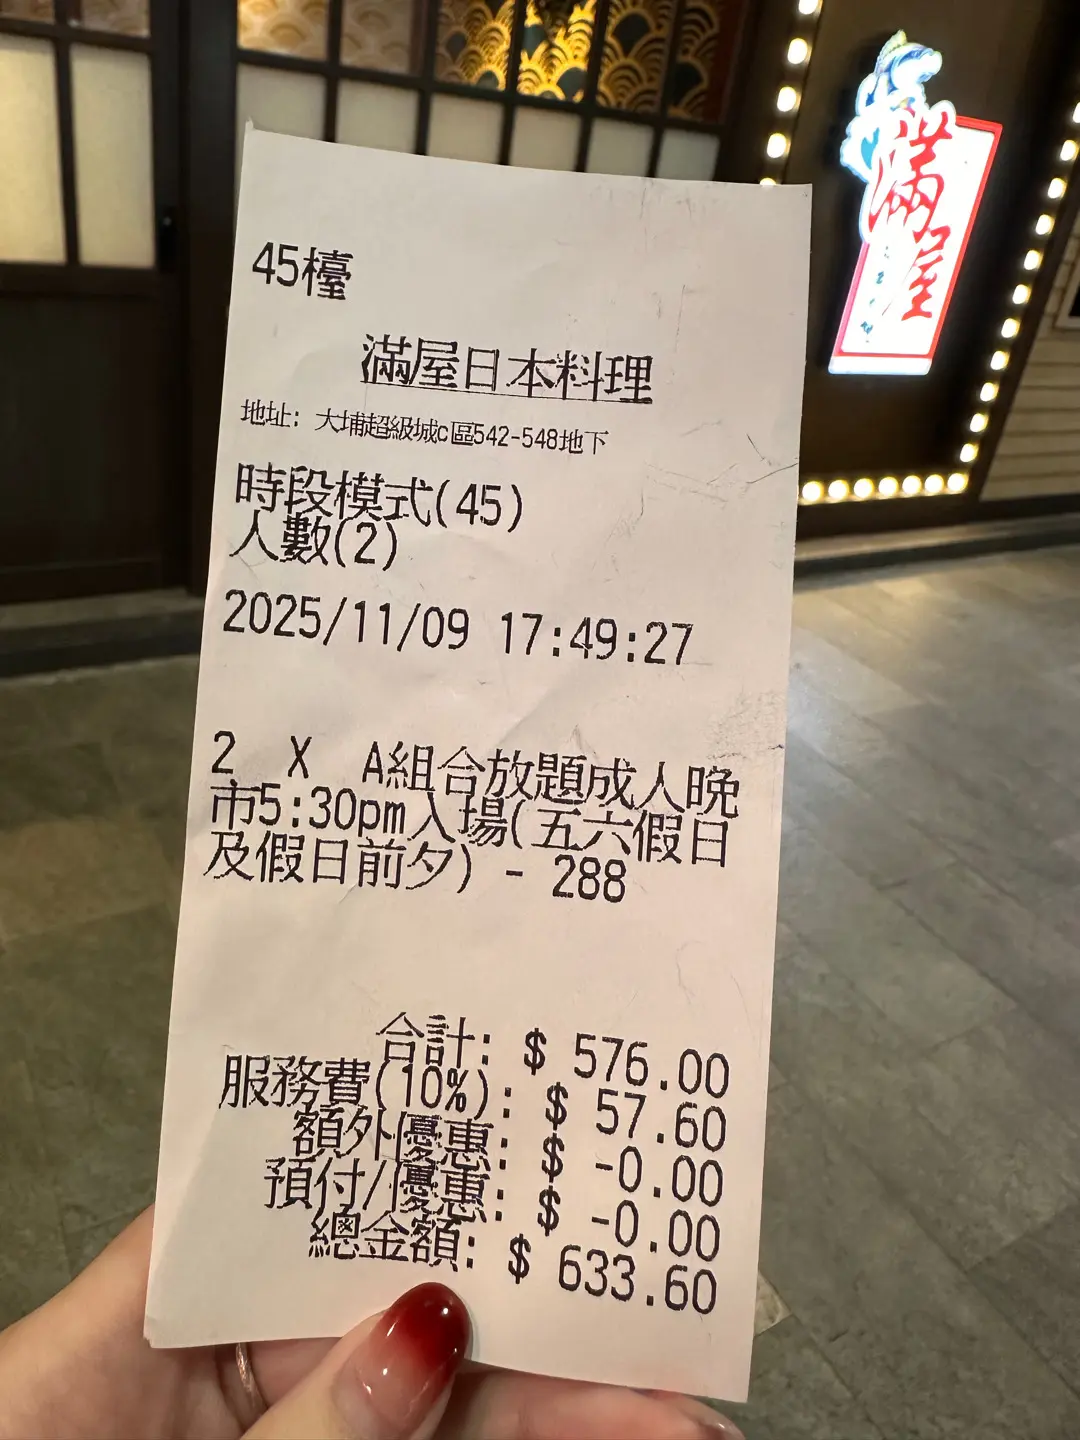 45檯
滿屋日本料理
地址: 大埔超級城c區542-548地下
時段模式(45)
人數(2)
2025/11/09 17:49:27
2 X A組合放題成人晚
市5:30pm入場(五六假日
及假日前夕) - 288
合計: $ 576.00
服務費(10%): $ 57.60
額外優惠: $ -0.00
預付/優惠: $ -0.00
總金額: $ 633.60
滿屋